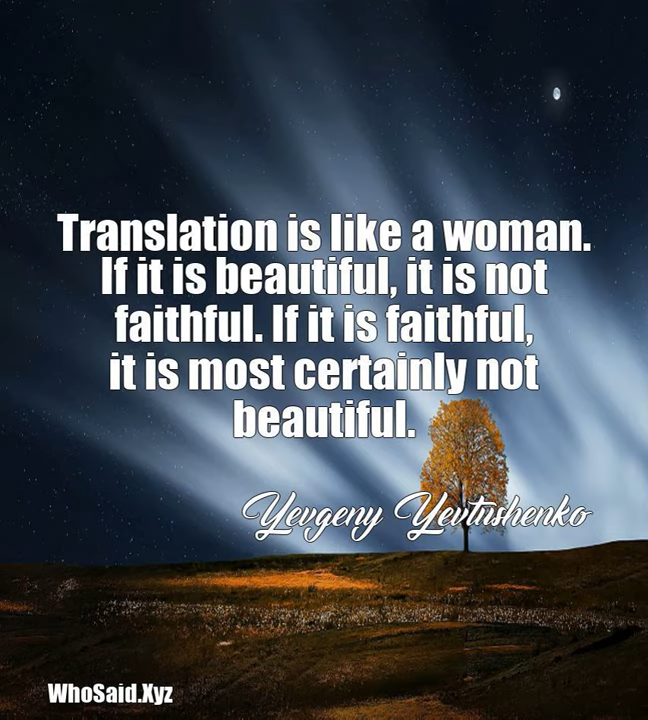 Translation is like a woman.
If it is beautiful, it is not
faithful. If it is faithful,
it is most certainly not
beautiful.
Yevgeny Yevtushenko
WhoSaid.Xyz